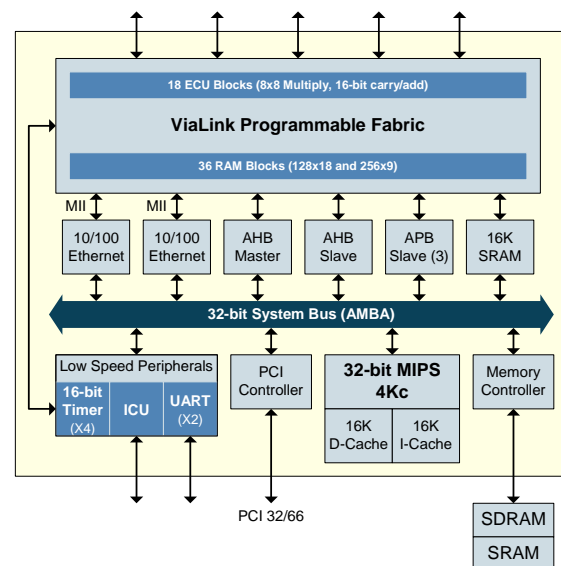 18 ECU Blocks (8x8 Multiply, 16-bit carry/add)
ViaLink Programmable Fabric
36 RAM Blocks (128x18 and 256x9)
MII
MII
10/100
Ethernet
10/100
Ethernet
AHB
Master
AHB
Slave
APB
Slave (3)
16K
SRAM
32-bit System Bus (AMBA)
Low Speed Peripherals
16-bit
Timer
(X4)
ICU
UART
(X2)
PCI
Controller
32-bit MIPS
4Kc
16K
D-Cache
16K
I-Cache
Memory
Controller
PCI 32/66
SDRAM
SRAM